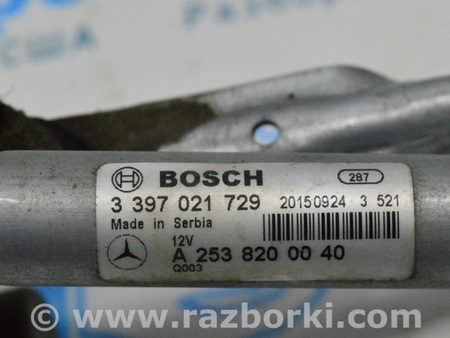 США
BOSCH 287
3 397 021 729 20150924 3 521
Made in Serbia
12V
A 253 820 00 40
Q003
www.razborki.com